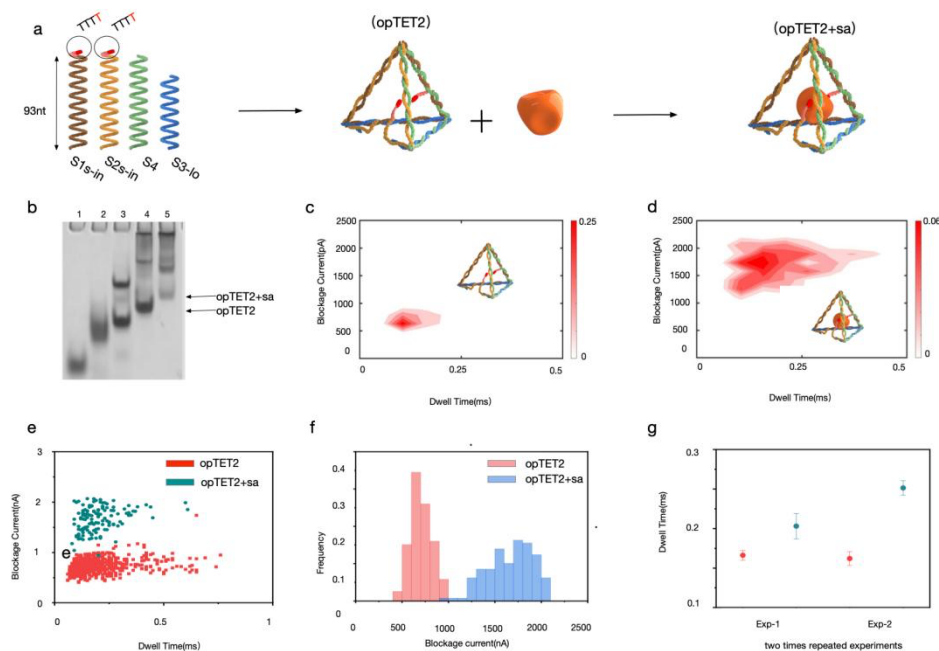 a
TTTT
TTTT
(opTET2)
(opTET2+sa)
93nt
S1s-in
S2s-in
S4
S3-lo
b
1 2 3 4 5
opTET2+sa
opTET2
c
2500
2000
1500
1000
500
0
Blockage Current(pA)
0.25
0.5
Dwell Time(ms)
0.25
0
d
2500
2000
1500
1000
500
0
Blockage Current(pA)
0.25
0.5
Dwell Time(ms)
0.06
0
e
3
2
1
0
Blockage Current(nA)
e
opTET2
opTET2+sa
0 0.5 1
Dwell Time(ms)
f
0.4
0.3
0.2
0.1
Frequency
opTET2
opTET2+sa
0 500 1000 1500 2000 2500
Blockage current(nA)
g
0.3
0.2
0.1
Dwell Time(ms)
Exp-1 Exp-2
two times repeated experiments